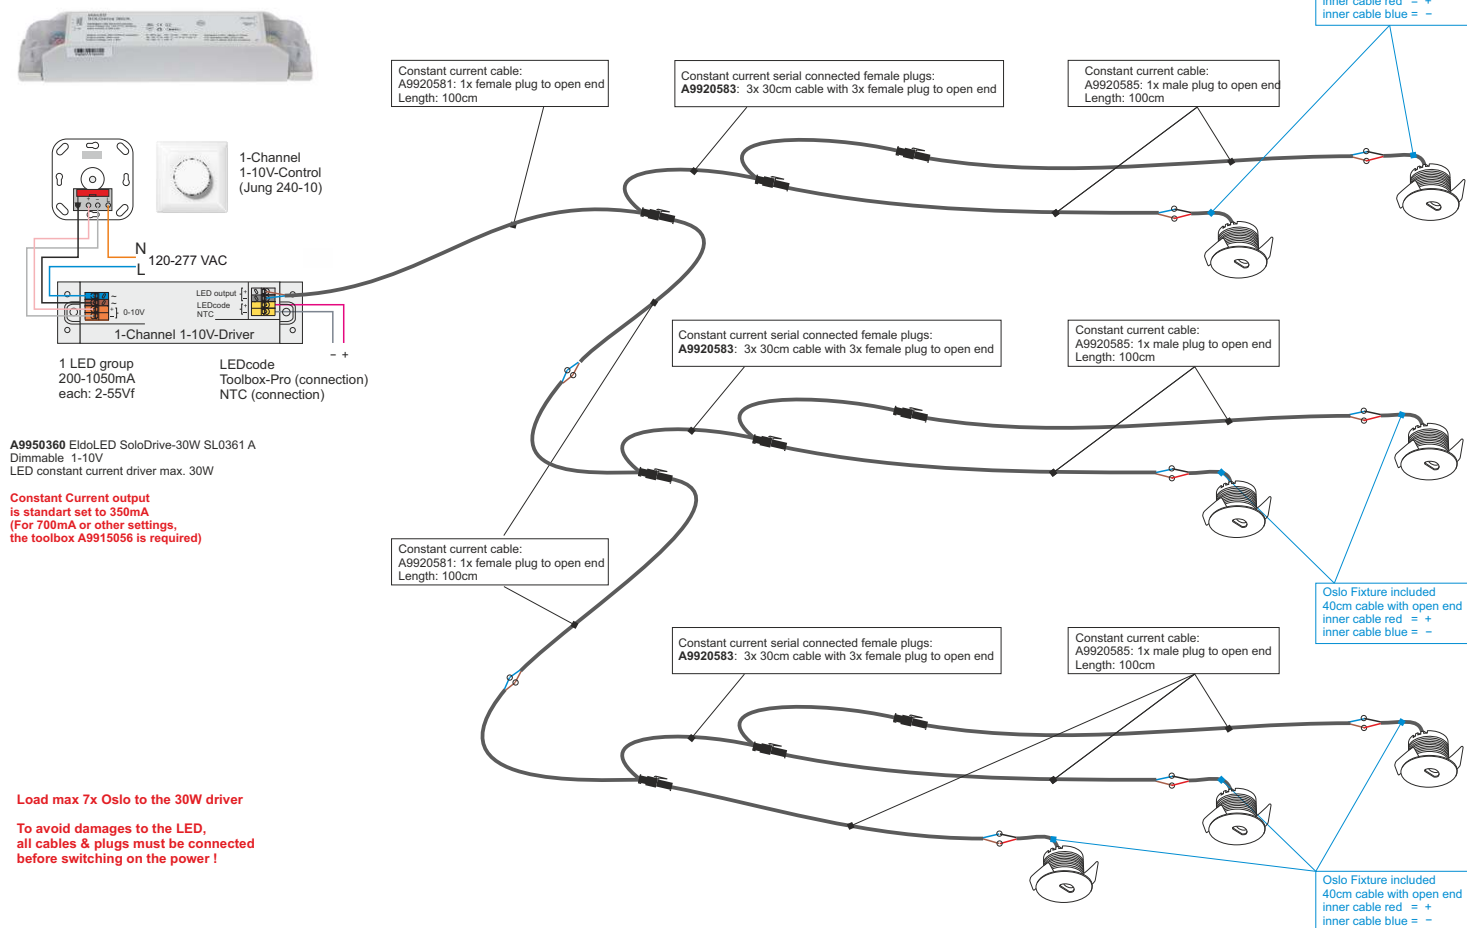 inner cable red = +
inner cable blue = −
Constant current cable:
A9920581: 1x female plug to open end
Length: 100cm
Constant current serial connected female plugs:
A9920583: 3x 30cm cable with 3x female plug to open end
Constant current cable:
A9920585: 1x male plug to open end
Length: 100cm
1-Channel
1-10V-Control
(Jung 240-10)
N
120-277 VAC
L
LED output
LEDcode
NTC
0-10V
1-Channel 1-10V-Driver
− +
1 LED group
200-1050mA
each: 2-55Vf
LEDcode
Toolbox-Pro (connection)
NTC (connection)
Constant current serial connected female plugs:
A9920583: 3x 30cm cable with 3x female plug to open end
Constant current cable:
A9920585: 1x male plug to open end
Length: 100cm
A9950360 EldoLED SoloDrive-30W SL0361 A
Dimmable 1-10V
LED constant current driver max. 30W
Constant Current output
is standart set to 350mA
(For 700mA or other settings,
the toolbox A9915056 is required)
Constant current cable:
A9920581: 1x female plug to open end
Length: 100cm
Oslo Fixture included
40cm cable with open end
inner cable red = +
inner cable blue = −
Constant current serial connected female plugs:
A9920583: 3x 30cm cable with 3x female plug to open end
Constant current cable:
A9920585: 1x male plug to open end
Length: 100cm
Load max 7x Oslo to the 30W driver
To avoid damages to the LED,
all cables & plugs must be connected
before switching on the power !
Oslo Fixture included
40cm cable with open end
inner cable red = +
inner cable blue = −